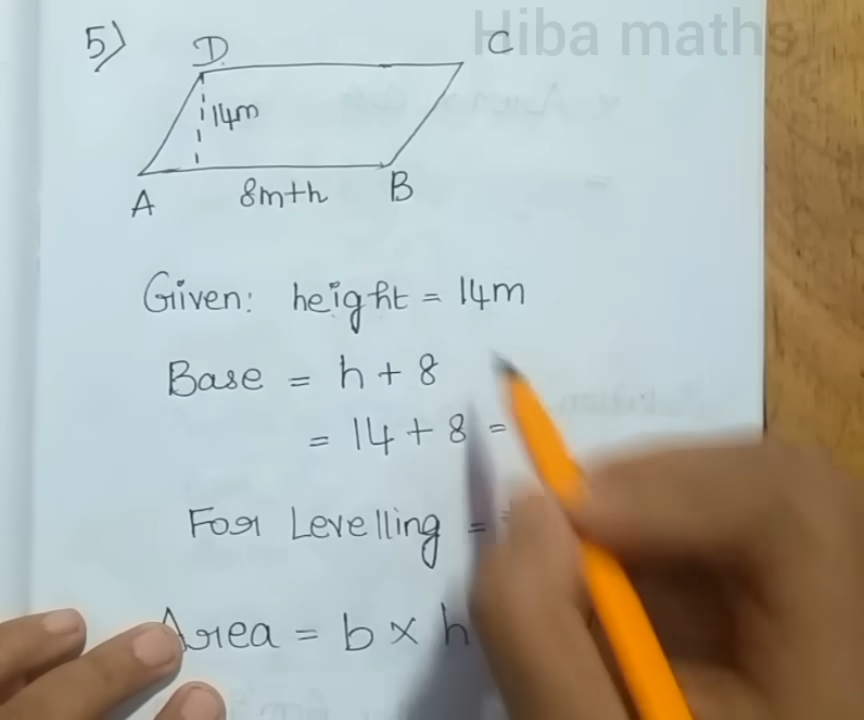 Hiba maths
5)
D
C
14m
A
8m+h
B
Given: height = 14m
Base = h + 8
= 14 + 8 =
For Levelling =
Area = b × h